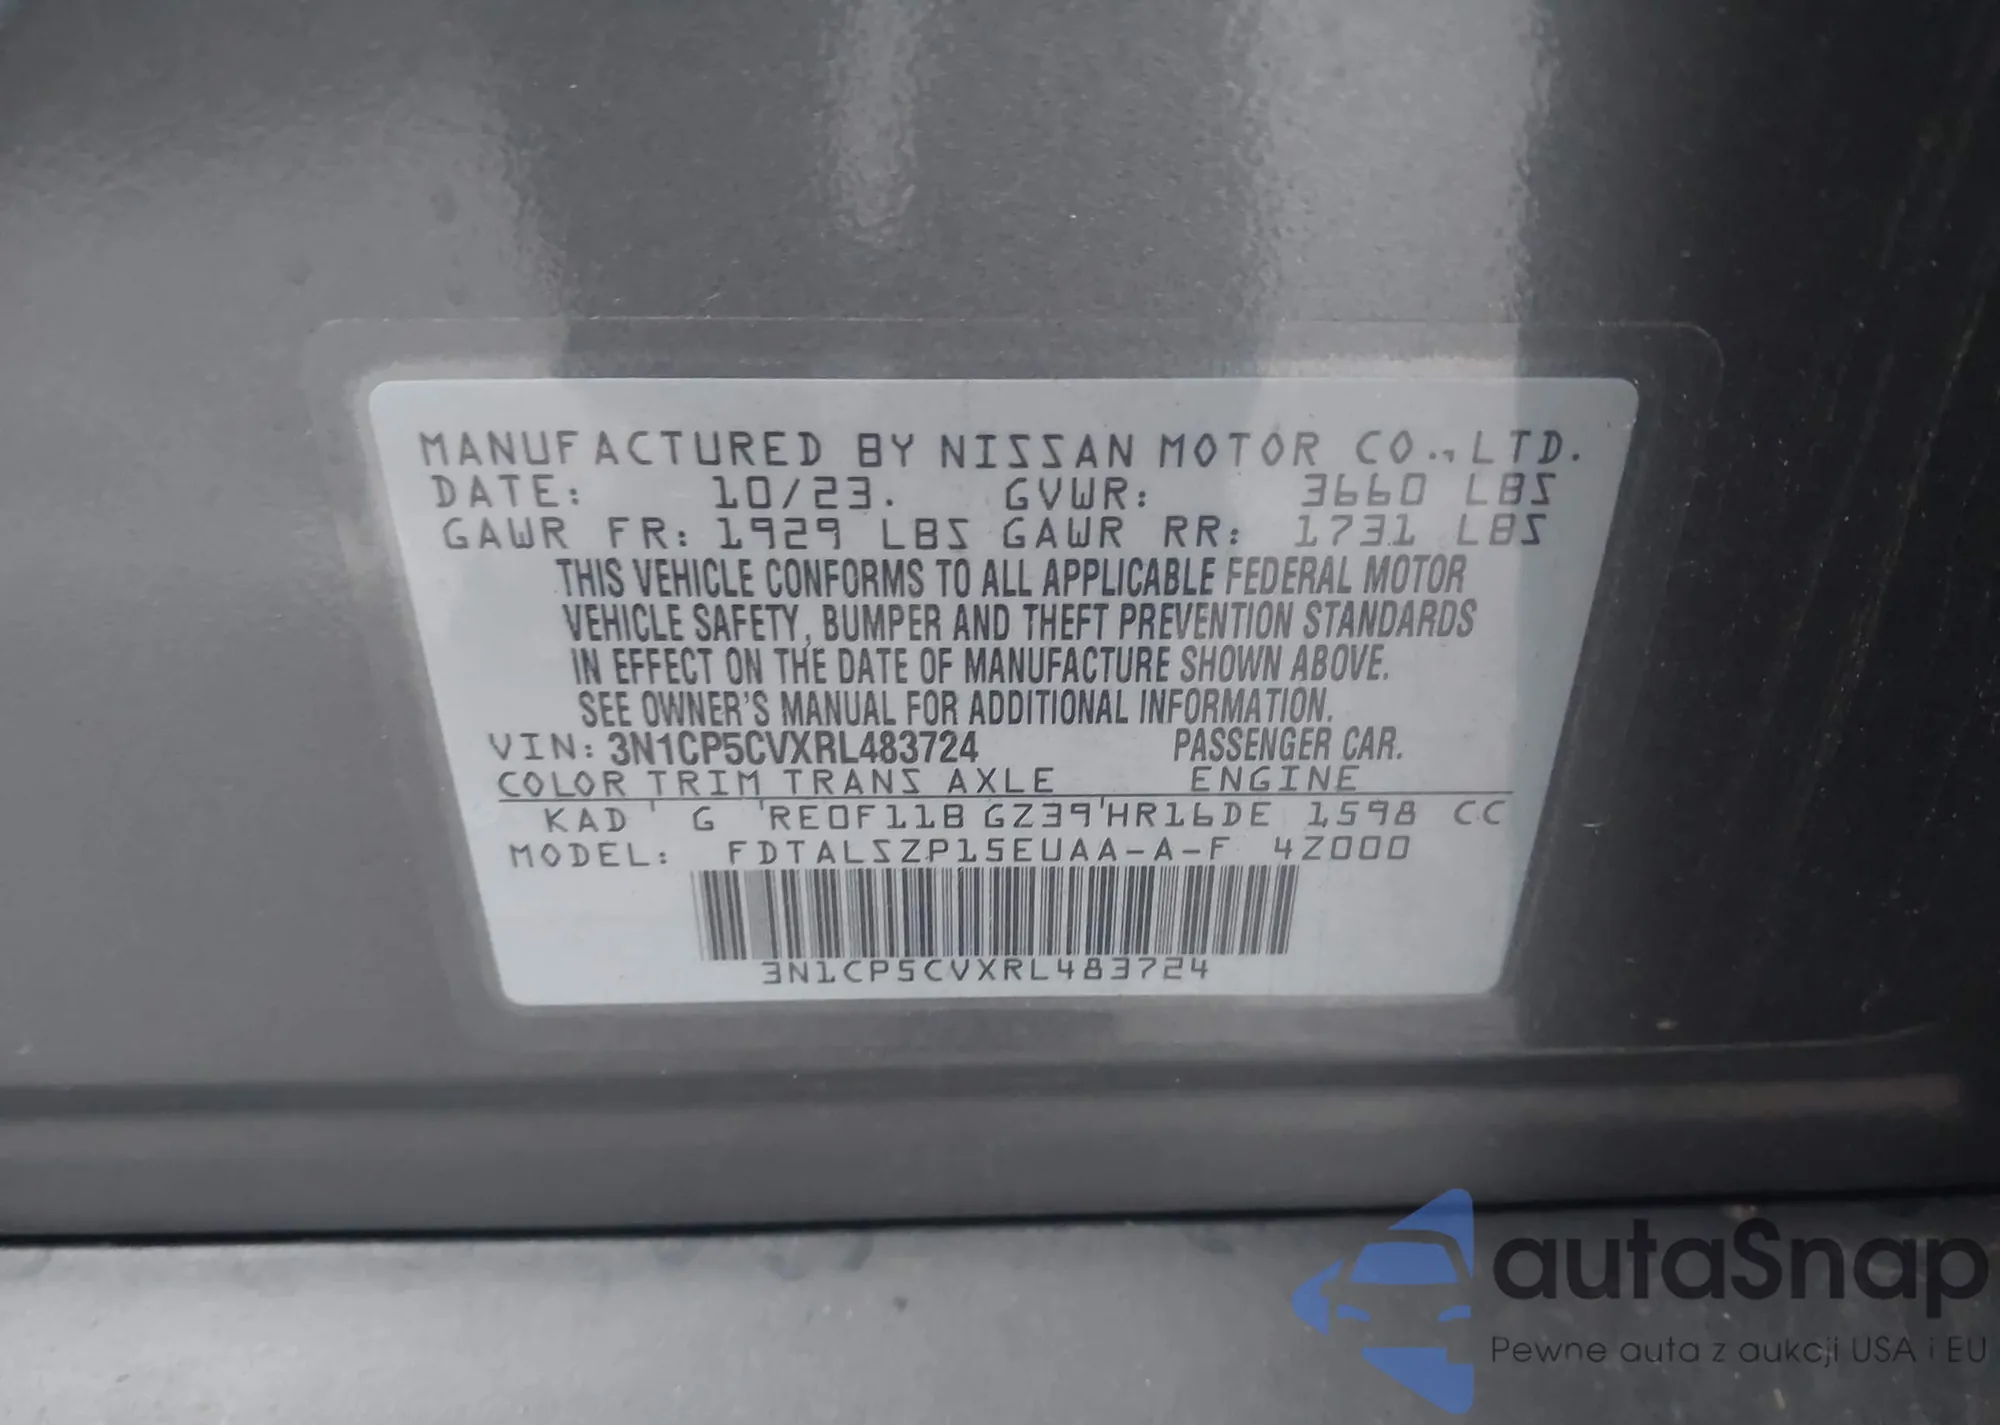 MANUFACTURED BY NISSAN MOTOR CO., LTD.
DATE: 10/23. GVWR: 3660 LBS
GAWR FR: 1929 LBS GAWR RR: 1731 LBS
THIS VEHICLE CONFORMS TO ALL APPLICABLE FEDERAL MOTOR
VEHICLE SAFETY, BUMPER AND THEFT PREVENTION STANDARDS
IN EFFECT ON THE DATE OF MANUFACTURE SHOWN ABOVE.
SEE OWNER'S MANUAL FOR ADDITIONAL INFORMATION.
VIN: 3N1CP5CVXRL483724 PASSENGER CAR.
COLOR TRIM TRANS AXLE ENGINE
KAD G RE0F11B GZ39 HR16DE 1598 CC
MODEL: FDTALSZP15EUAA-A-F 4Z000
3N1CP5CVXRL483724
autaSnap
Pewne auta z aukcji USA i EU